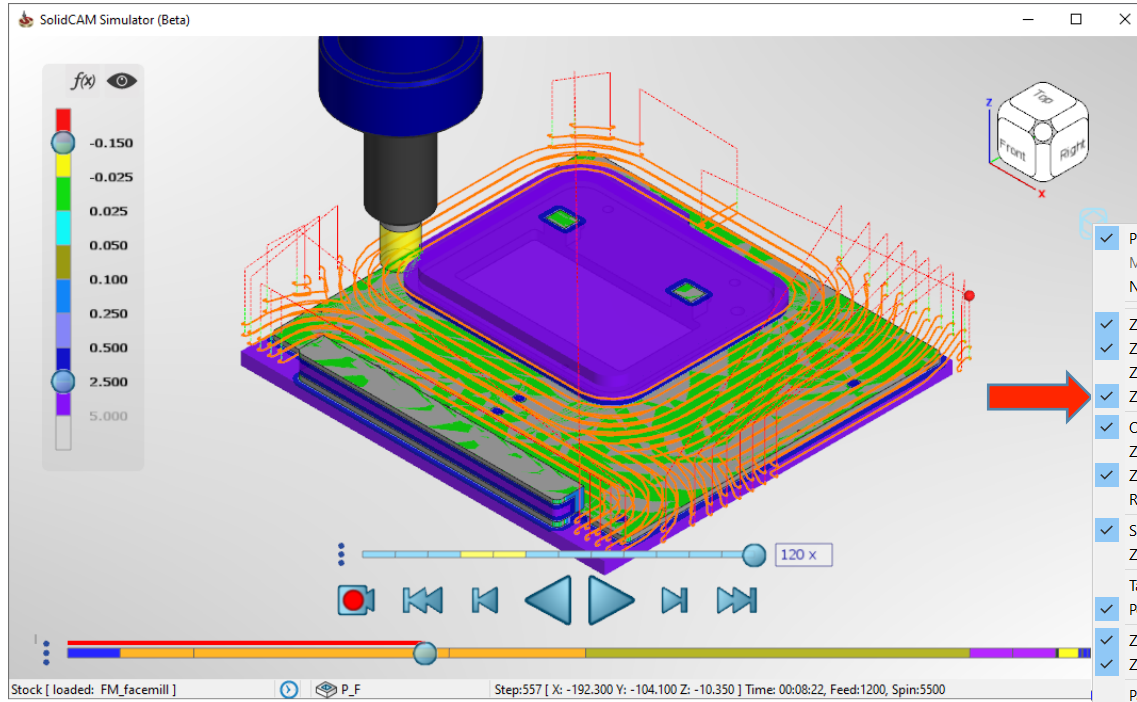 SolidCAM Simulator (Beta)
f(x)
-0.150
-0.025
0.025
0.050
0.100
0.250
0.500
2.500
5.000
Top
Front
Right
Z
X
P
M
N
Z
Z
Z
Z
C
Z
Z
R
S
Z
Ta
P
Z
Z
P
120 x
Stock [ loaded: FM_facemill ]
P_F
Step:557 [ X: -192.300 Y: -104.100 Z: -10.350 ] Time: 00:08:22, Feed:1200, Spin:5500